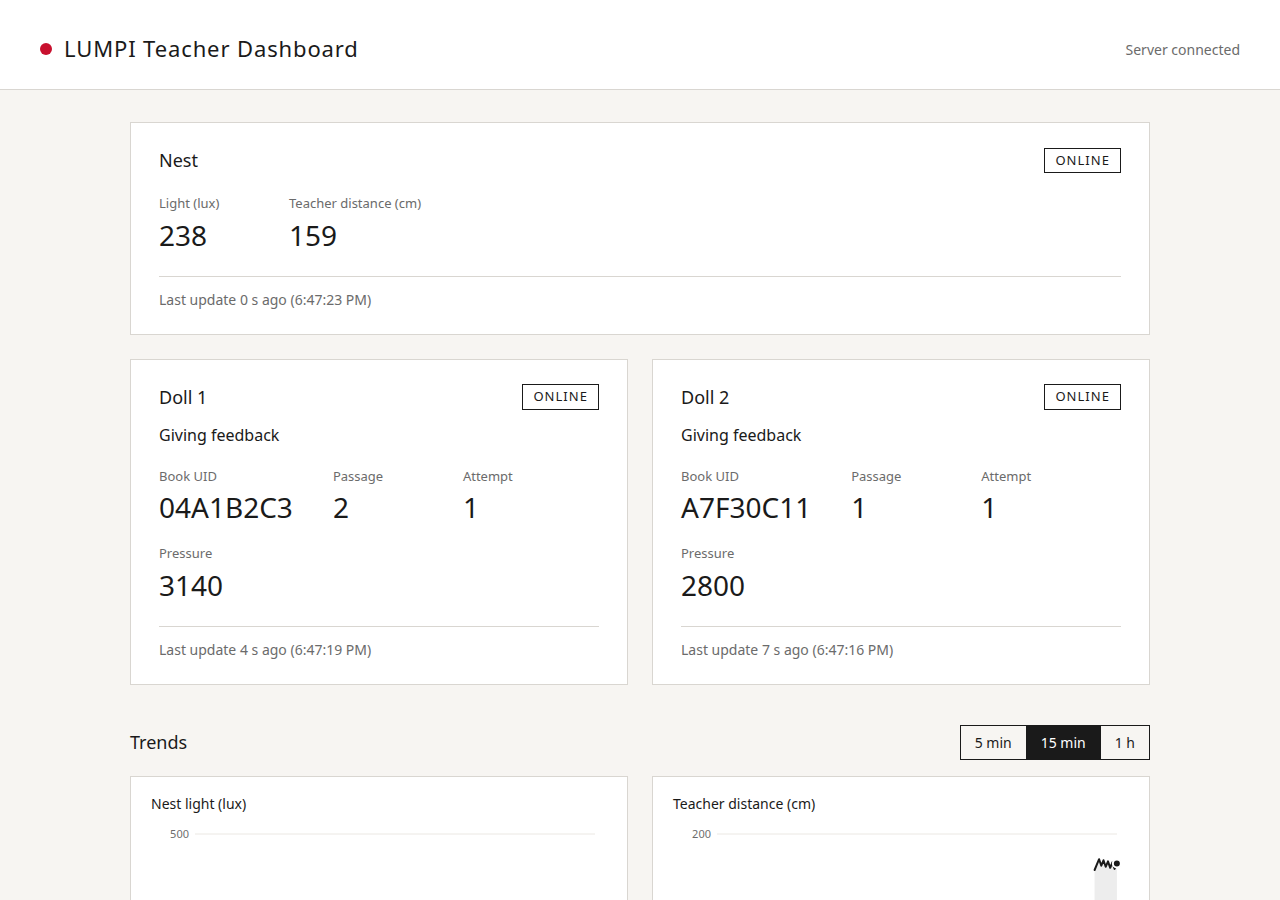 LUMPI Teacher Dashboard
Server connected
Nest
ONLINE
Light (lux)
Teacher distance (cm)
238
159
Last update 0 s ago (6:47:23 PM)
Doll 1
ONLINE
Giving feedback
Book UID
Passage
Attempt
04A1B2C3
2
1
Pressure
3140
Last update 4 s ago (6:47:19 PM)
Doll 2
ONLINE
Giving feedback
Book UID
Passage
Attempt
A7F30C11
1
1
Pressure
2800
Last update 7 s ago (6:47:16 PM)
Trends
5 min
15 min
1 h
Nest light (lux)
500
Teacher distance (cm)
200